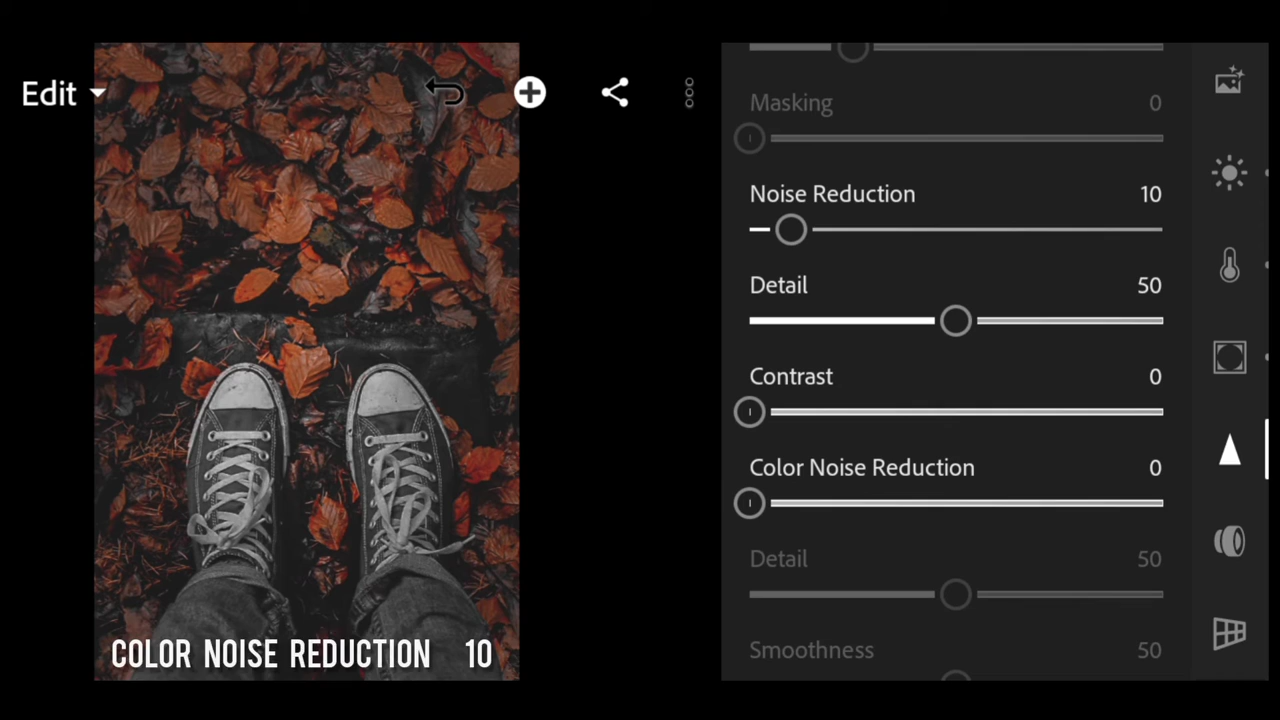 Edit
Masking 0
Noise Reduction 10
Detail 50
Contrast 0
Color Noise Reduction 0
Detail 50
Smoothness 50
COLOR NOISE REDUCTION 10